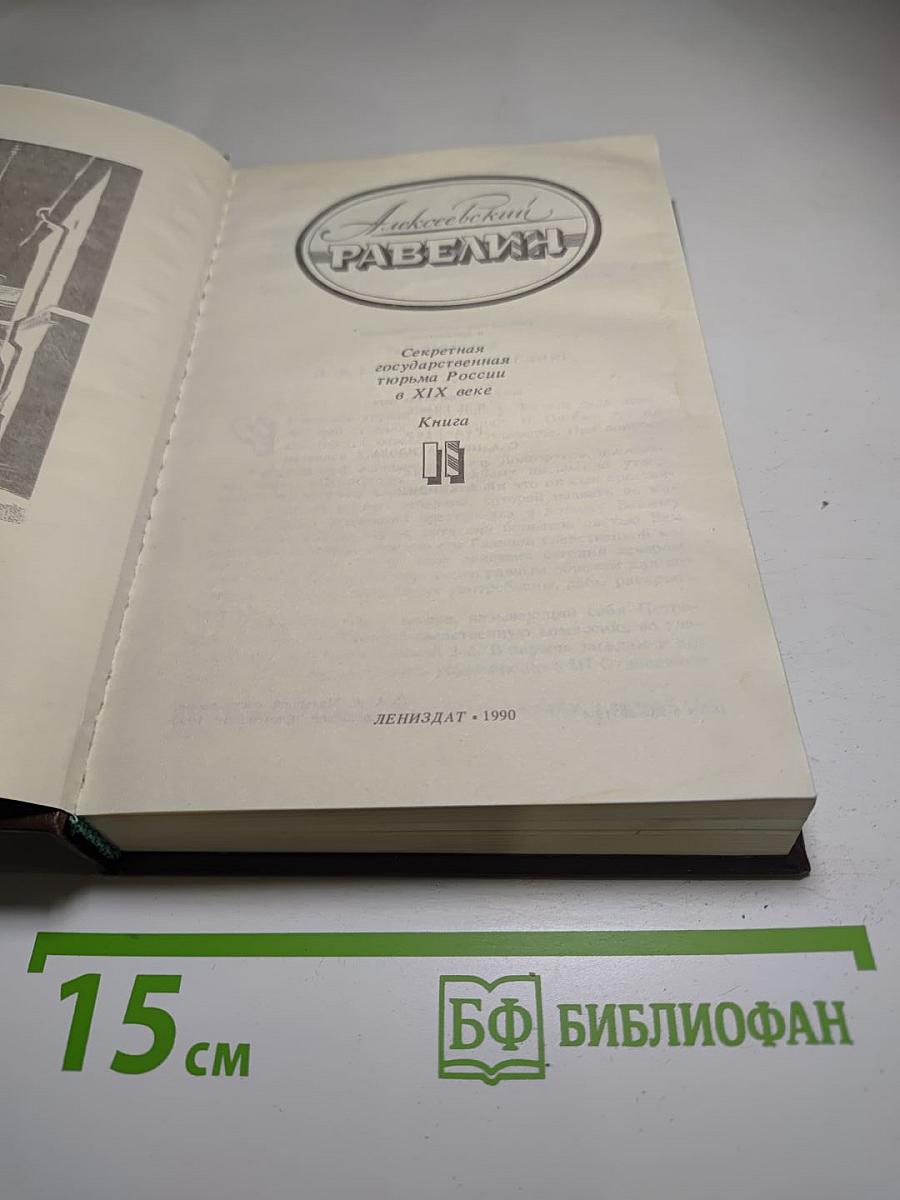 Алексеевский
РАВЕЛИН
Секретная
государственная
тюрьма России
в XIX веке
Книга
II
ЛЕНИЗДАТ • 1990
15 см
БФ БИБЛИОФАН